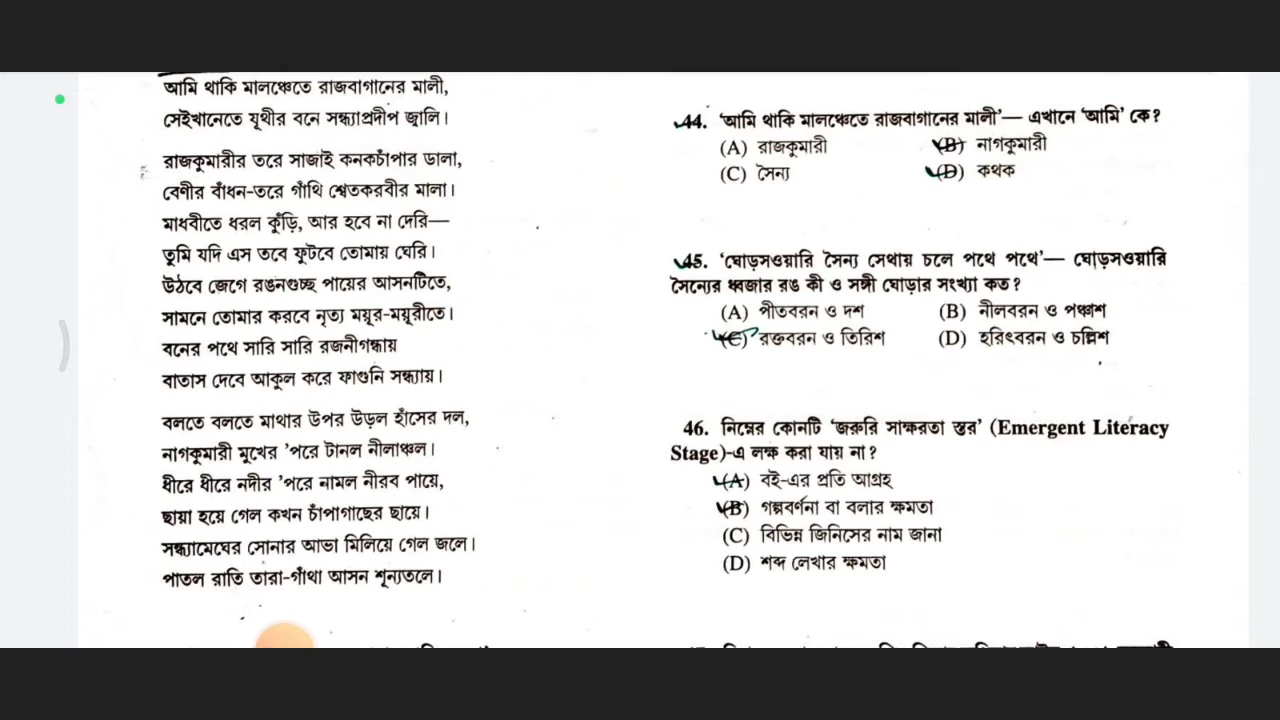 আমি থাকি মালঞ্চেতে রাজবাগানের মালী,
সেইখানেতে যূথীর বনে সন্ধ্যাপ্রদীপ জ্বালি।
রাজকুমারীর তরে সাজাই কনকচাঁপার ডালা,
বেণীর বাঁধন-তরে গাঁথি শ্বেতকরবীর মালা।
মাধবীতে ধরল কুঁড়ি, আর হবে না দেরি—
তুমি যদি এস তবে ফুটবে তোমায় ঘেরি।
উঠবে জেগে রঙনগুচ্ছ পায়ের আসনটিতে,
সামনে তোমার করবে নৃত্য ময়ূর-ময়ূরীতে।
বনের পথে সারি সারি রজনীগন্ধায়
বাতাস দেবে আকুল করে ফাগুনি সন্ধ্যায়।
বলতে বলতে মাথার উপর উড়ল হাঁসের দল,
নাগকুমারী মুখের 'পরে টানল নীলাঞ্চল।
ধীরে ধীরে নদীর 'পরে নামল নীরব পায়ে,
ছায়া হয়ে গেল কখন চাঁপাগাছের ছায়ে।
সন্ধ্যামেঘের সোনার আভা মিলিয়ে গেল জলে।
পাতল রাতি তারা-গাঁথা আসন শূন্যতলে।
44. 'আমি থাকি মালঞ্চেতে রাজবাগানের মালী'— এখানে 'আমি' কে?
(A) রাজকুমারী (B) নাগকুমারী
(C) সৈন্য (D) কথক
45. 'ঘোড়সওয়ারি সৈন্য সেথায় চলে পথে পথে'— ঘোড়সওয়ারি
সৈন্যের ধ্বজার রঙ কী ও সঙ্গী ঘোড়ার সংখ্যা কত?
(A) পীতবরন ও দশ (B) নীলবরন ও পঞ্চাশ
(C) রক্তবরন ও তিরিশ (D) হরিৎবরন ও চল্লিশ
46. নিম্নের কোনটি 'জরুরি সাক্ষরতা স্তর' (Emergent Literacy
Stage)-এ লক্ষ করা যায় না?
(A) বই-এর প্রতি আগ্রহ
(B) গল্পবর্ণনা বা বলার ক্ষমতা
(C) বিভিন্ন জিনিসের নাম জানা
(D) শব্দ লেখার ক্ষমতা